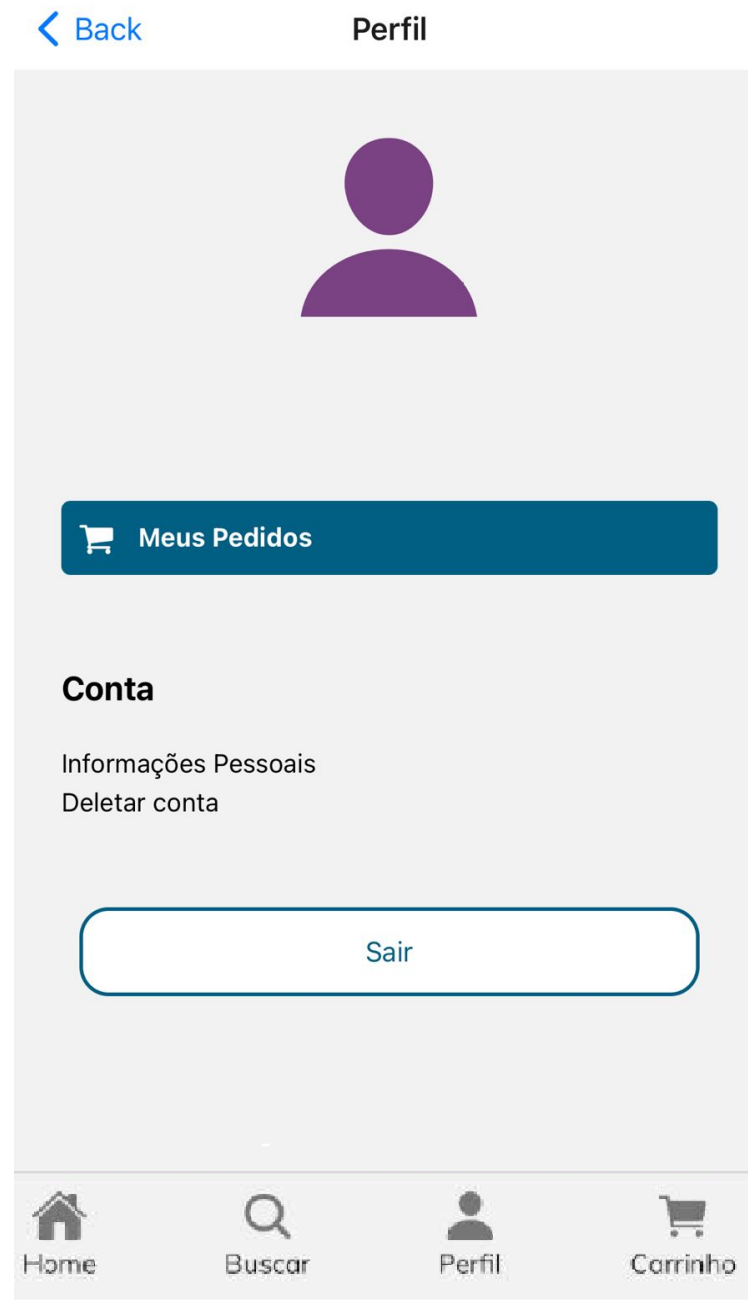 Back Perfil
Meus Pedidos
Conta
Informações Pessoais
Deletar conta
Sair
Home Buscar Perfil Carrinho